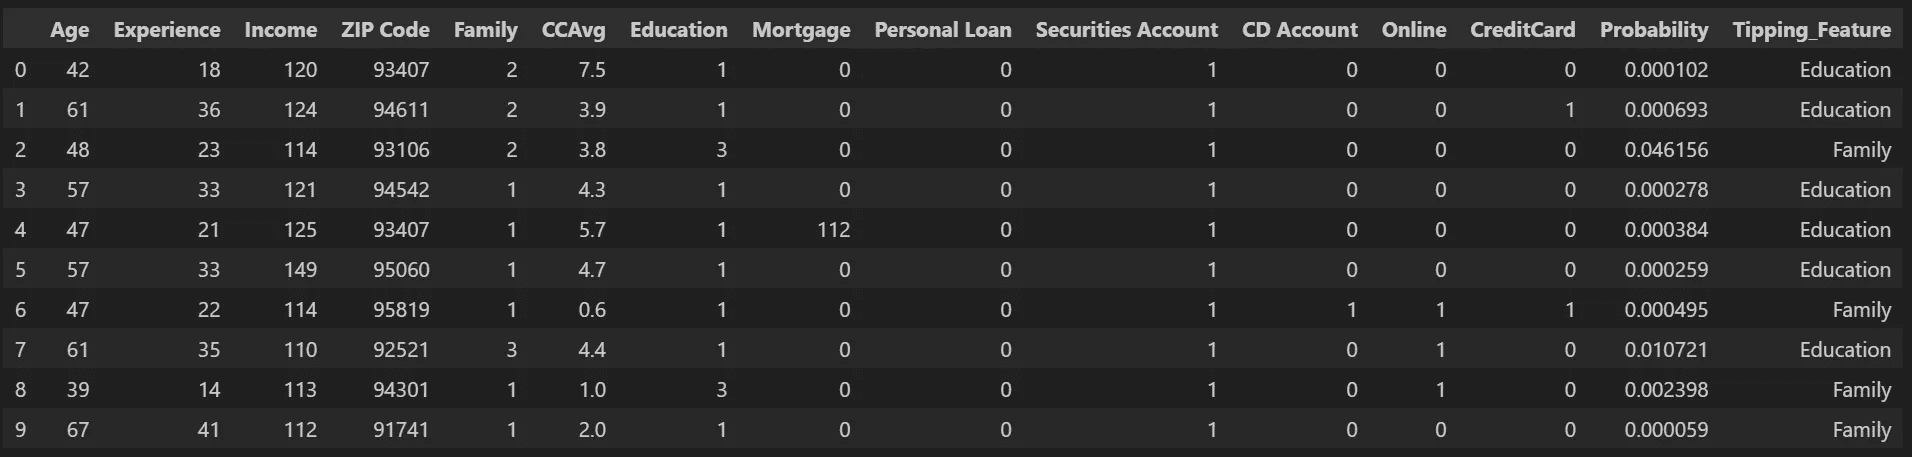 Age Experience Income ZIP Code Family CCAvg Education Mortgage Personal Loan Securities Account CD Account Online CreditCard Probability Tipping_Feature
0 42 18 120 93407 2 7.5 1 0 0 1 0 0 0 0.000102 Education
1 61 36 124 94611 2 3.9 1 0 0 1 0 0 1 0.000693 Education
2 48 23 114 93106 2 3.8 3 0 0 1 0 0 0 0.046156 Family
3 57 33 121 94542 1 4.3 1 0 0 1 0 0 0 0.000278 Education
4 47 21 125 93407 1 5.7 1 112 0 1 0 0 0 0.000384 Education
5 57 33 149 95060 1 4.7 1 0 0 1 0 0 0 0.000259 Education
6 47 22 114 95819 1 0.6 1 0 0 1 1 1 1 0.000495 Family
7 61 35 110 92521 3 4.4 1 0 0 1 0 1 0 0.010721 Education
8 39 14 113 94301 1 1.0 3 0 0 1 0 1 0 0.002398 Family
9 67 41 112 91741 1 2.0 1 0 0 1 0 0 0 0.000059 Family